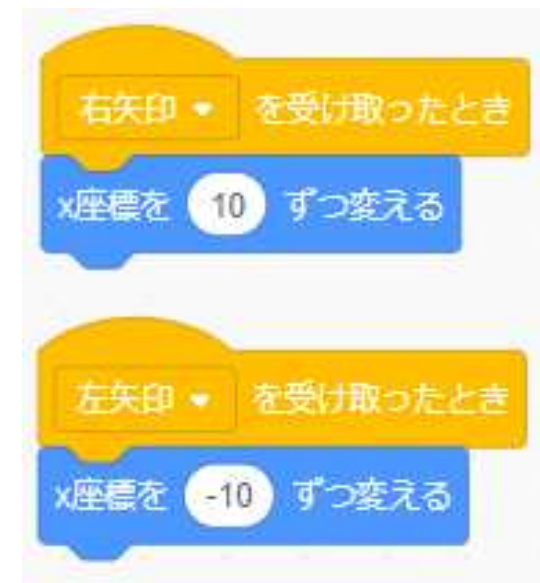 右矢印 を受け取ったとき
x座標を 10 ずつ変える
左矢印 を受け取ったとき
x座標を -10 ずつ変える